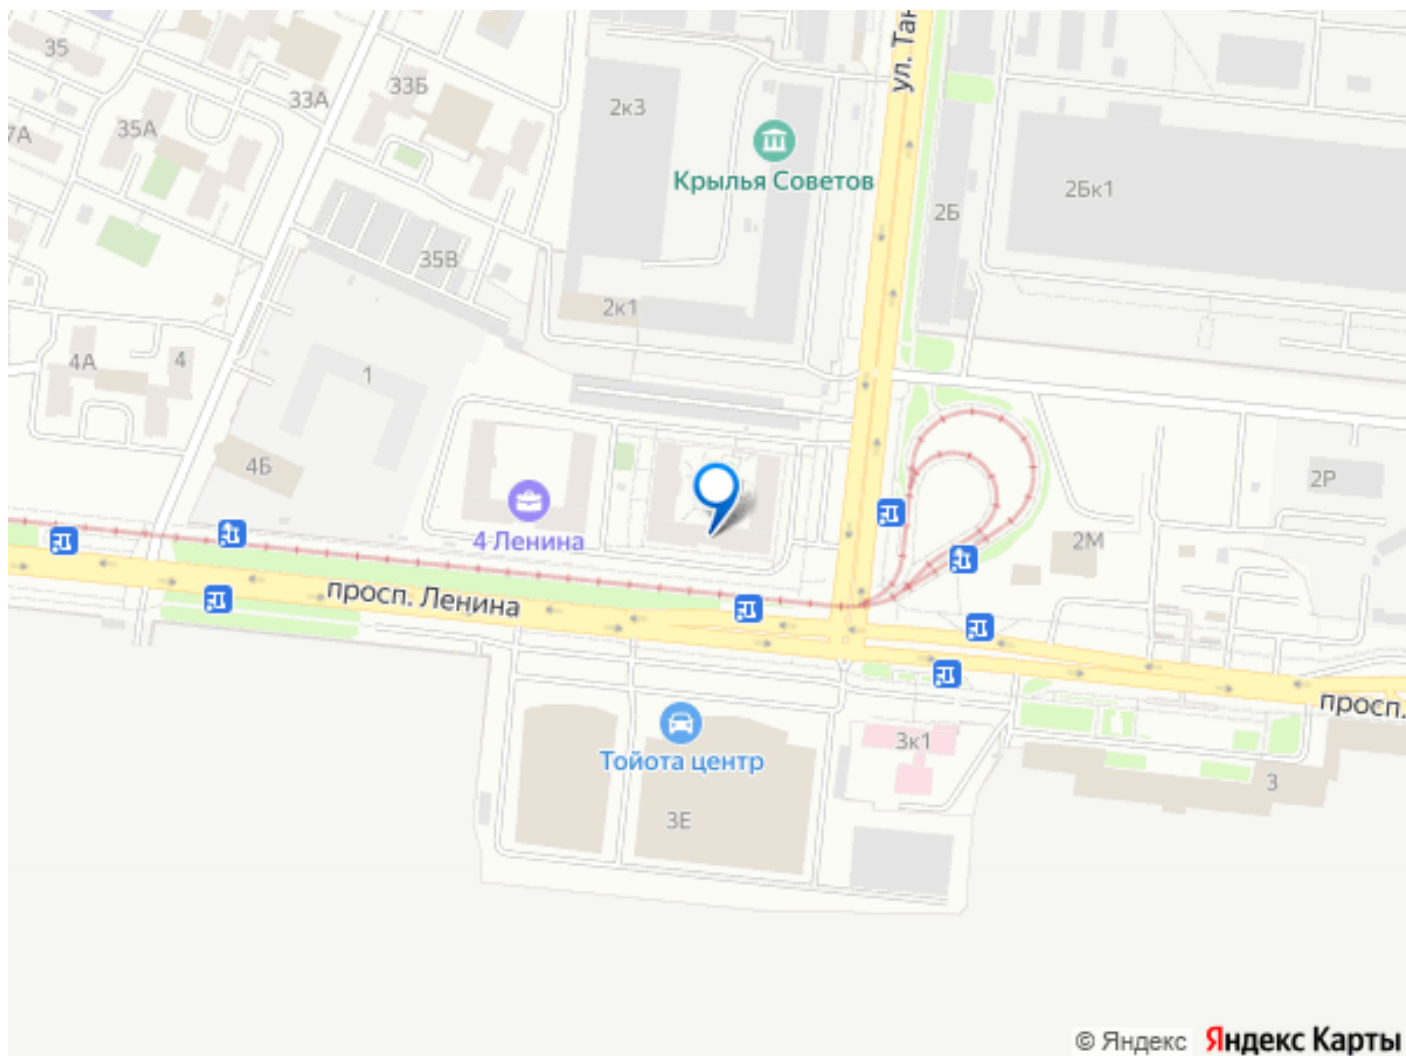 35
33А
33Б
35А
7А
2к3
ул. Тан
Крылья Советов
2Б
2Бк1
35В
2к1
4А
4
1
4Б
4 Ленина
2Р
2М
просп. Ленина
просп.
Тойота центр
3Е
3к1
3
© Яндекс Яндекс Карты